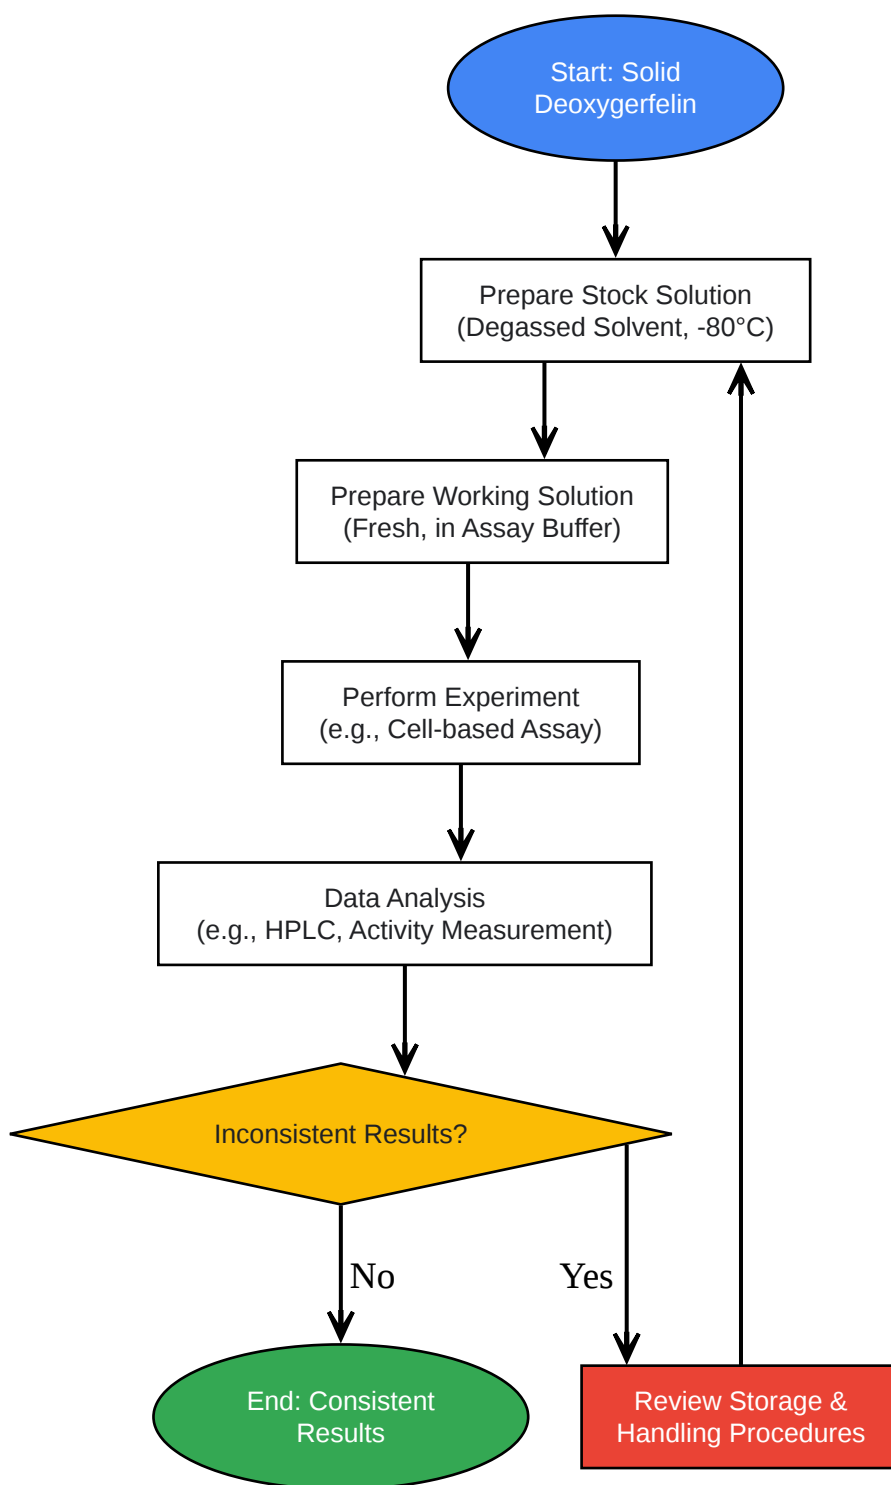 Start: Solid
Deoxygerfelin
Prepare Stock Solution
(Degassed Solvent, -80°C)
Prepare Working Solution
(Fresh, in Assay Buffer)
Perform Experiment
(e.g., Cell-based Assay)
Data Analysis
(e.g., HPLC, Activity Measurement)
Inconsistent Results?
No
Yes
End: Consistent
Results
Review Storage &
Handling Procedures